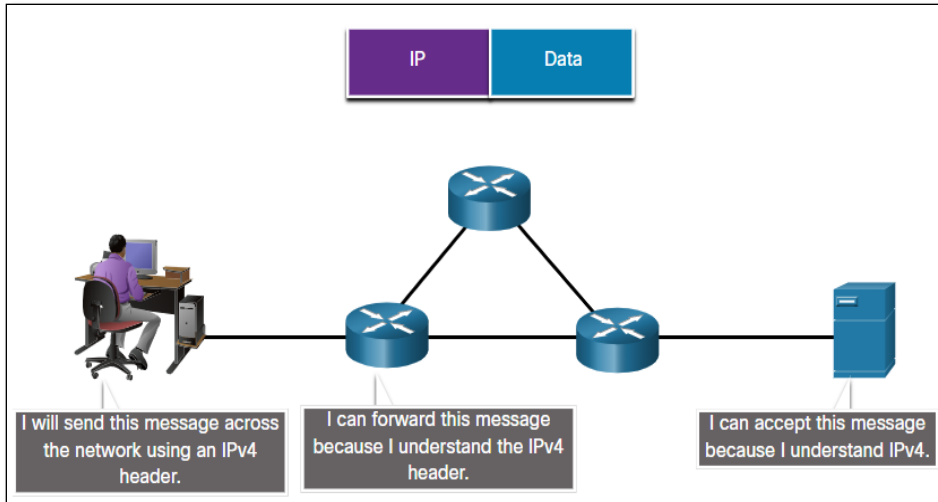 IP
Data
I will send this message across
the network using an IPv4
header.
I can forward this message
because I understand the IPv4
header.
I can accept this message
because I understand IPv4.